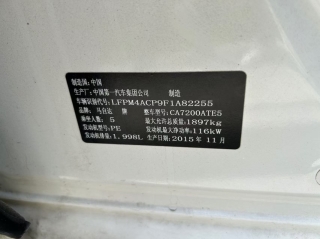 制造国：中国
生产厂：中国第一汽车集团公司 制造
车辆识别代号：LFPM4ACP9F1A82255
品牌：马自达 牌 整车型号：CA7200ATE5
乘坐人数：5 最大允许总质量：1897kg
发动机型号：PE 发动机最大净功率：116kW
发动机排量：1.998L 2015年11月